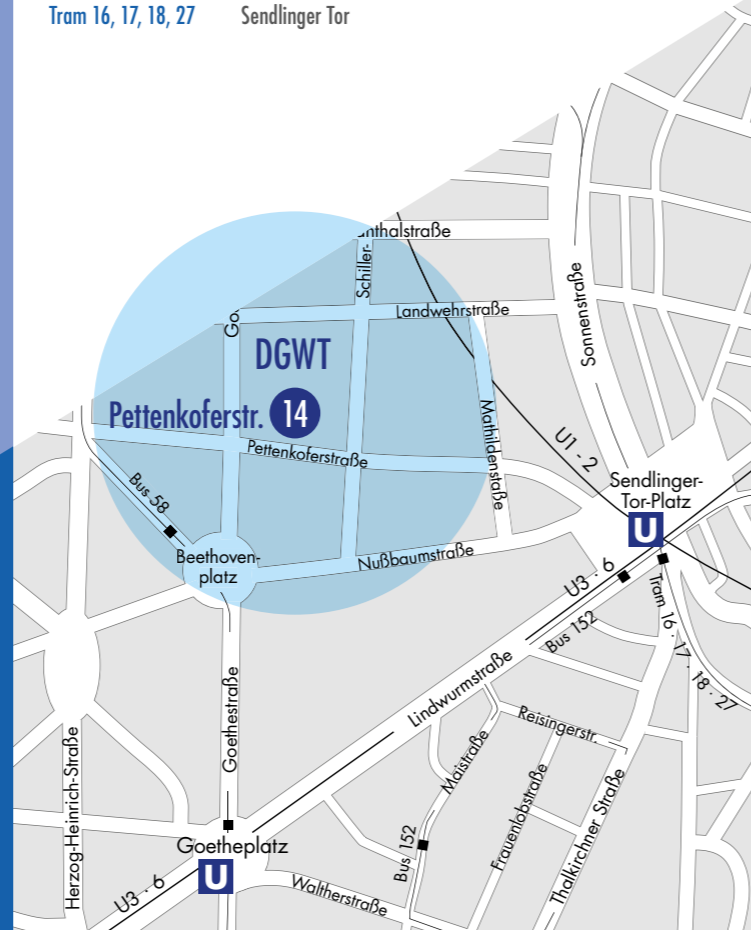 Tram 16, 17, 18, 27 Sendlinger Tor
nthalstraße
Schiller-
Sonnenstraße
Landwehrstraße
Go
DGWT
Pettenkoferstr. 14
Mathildenstaße
Pettenkoferstraße
U1 - 2
Bus 58
Sendlinger-
Tor-Platz
U
Beethoven-
platz
Nußbaumstraße
U3 · 6
Bus 152
Tram 16 · 17 · 18 · 27
Lindwurmstraße
Goethestraße
Reisingerstr.
Maistraße
Herzog-Heinrich-Straße
Frauenlobstraße
Thalkirchner Straße
Bus 152
Goetheplatz
U
U3 · 6
Waltherstraße